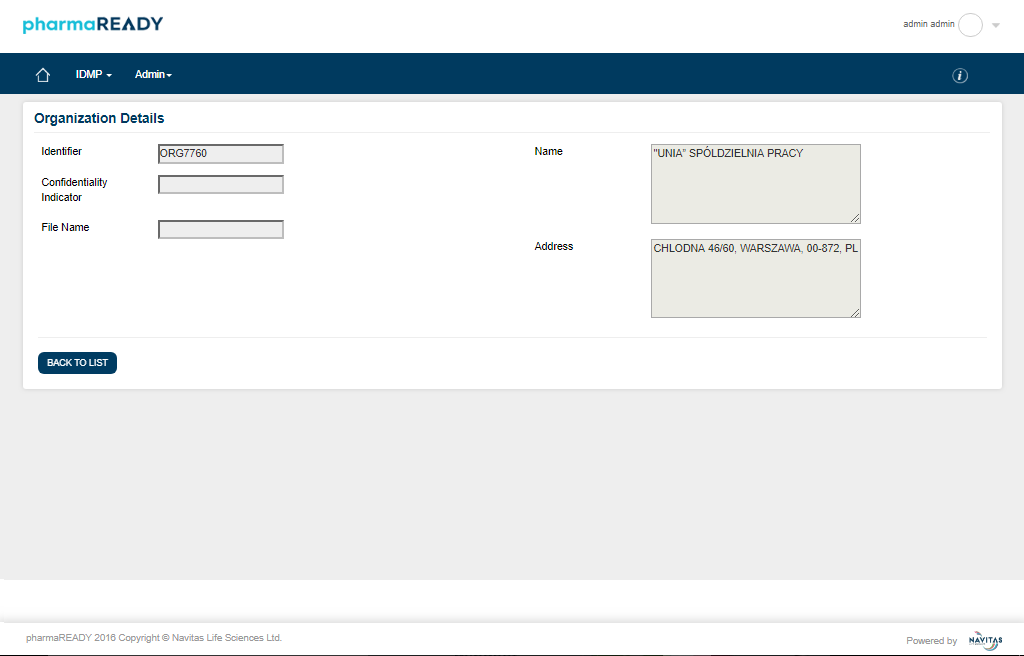 pharmaREADY
admin admin
IDMP
Admin
i
Organization Details
Identifier
ORG7760
Name
"UNIA" SPÓLDZIELNIA PRACY
Confidentiality
Indicator
File Name
Address
CHLODNA 46/60, WARSZAWA, 00-872, PL
BACK TO LIST
pharmaREADY 2016 Copyright © Navitas Life Sciences Ltd.
Powered by
NAVITAS